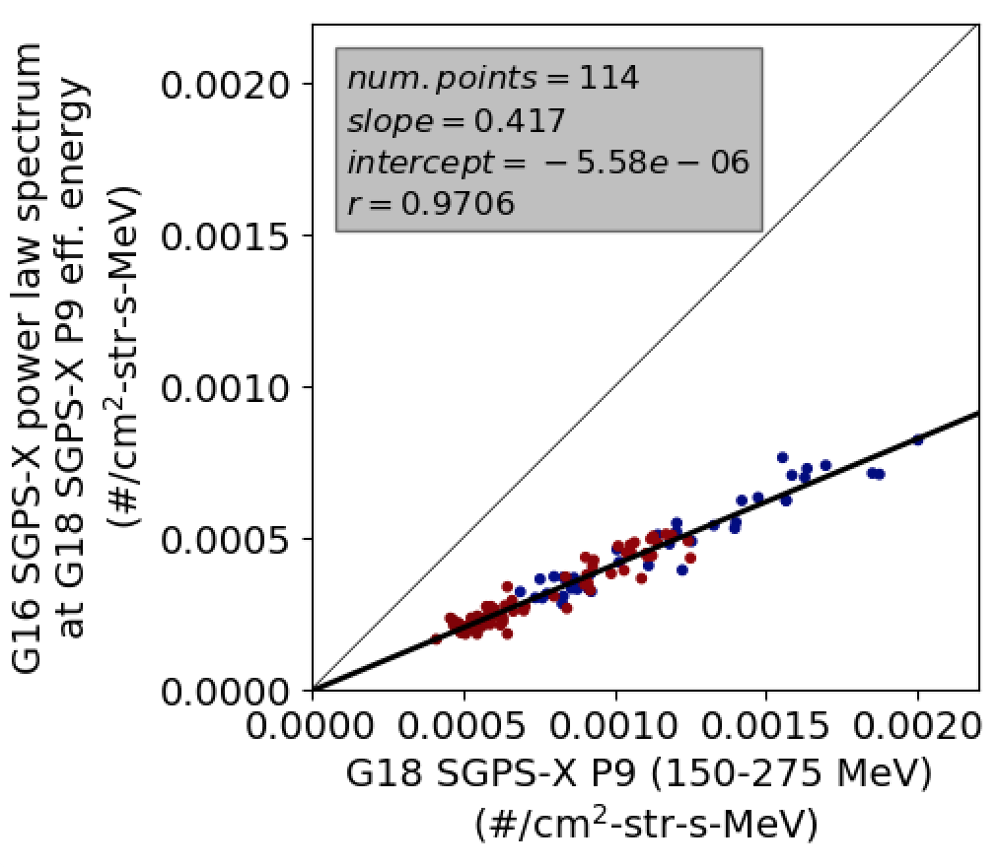 G16 SGPS-X power law spectrum
at G18 SGPS-X P9 eff. energy
(#/cm²-str-s-MeV)
0.0020
0.0015
0.0010
0.0005
0.0000
num. points = 114
slope = 0.417
intercept = −5.58e − 06
r = 0.9706
0.0000 0.0005 0.0010 0.0015 0.0020
G18 SGPS-X P9 (150-275 MeV)
(#/cm²-str-s-MeV)